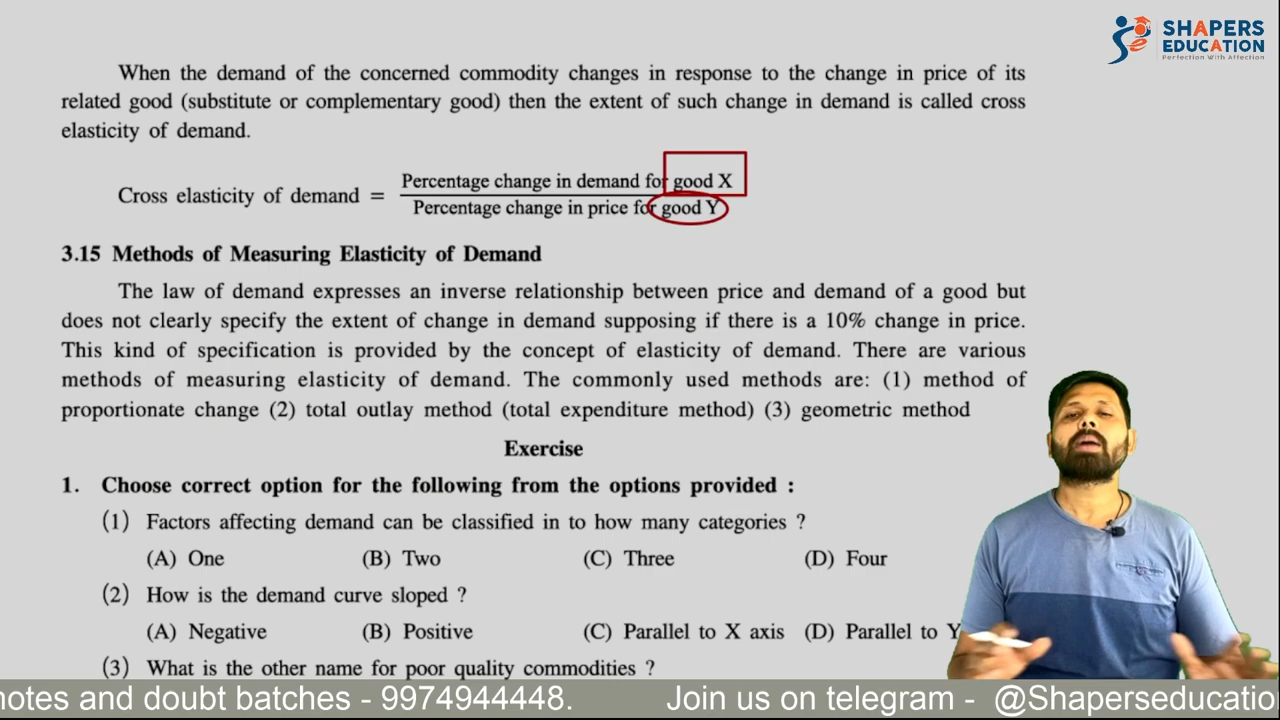 SHAPERS
EDUCATION
Perfection With Affection
When the demand of the concerned commodity changes in response to the change in price of its
related good (substitute or complementary good) then the extent of such change in demand is called cross
elasticity of demand.
Cross elasticity of demand =
Percentage change in demand for good X
Percentage change in price for good Y
3.15 Methods of Measuring Elasticity of Demand
The law of demand expresses an inverse relationship between price and demand of a good but
does not clearly specify the extent of change in demand supposing if there is a 10% change in price.
This kind of specification is provided by the concept of elasticity of demand. There are various
methods of measuring elasticity of demand. The commonly used methods are: (1) method of
proportionate change (2) total outlay method (total expenditure method) (3) geometric method
Exercise
1. Choose correct option for the following from the options provided :
(1) Factors affecting demand can be classified in to how many categories ?
(A) One (B) Two (C) Three (D) Four
(2) How is the demand curve sloped ?
(A) Negative (B) Positive (C) Parallel to X axis (D) Parallel to Y
(3) What is the other name for poor quality commodities ?
notes and doubt batches - 9974944448. Join us on telegram - @Shaperseducatio